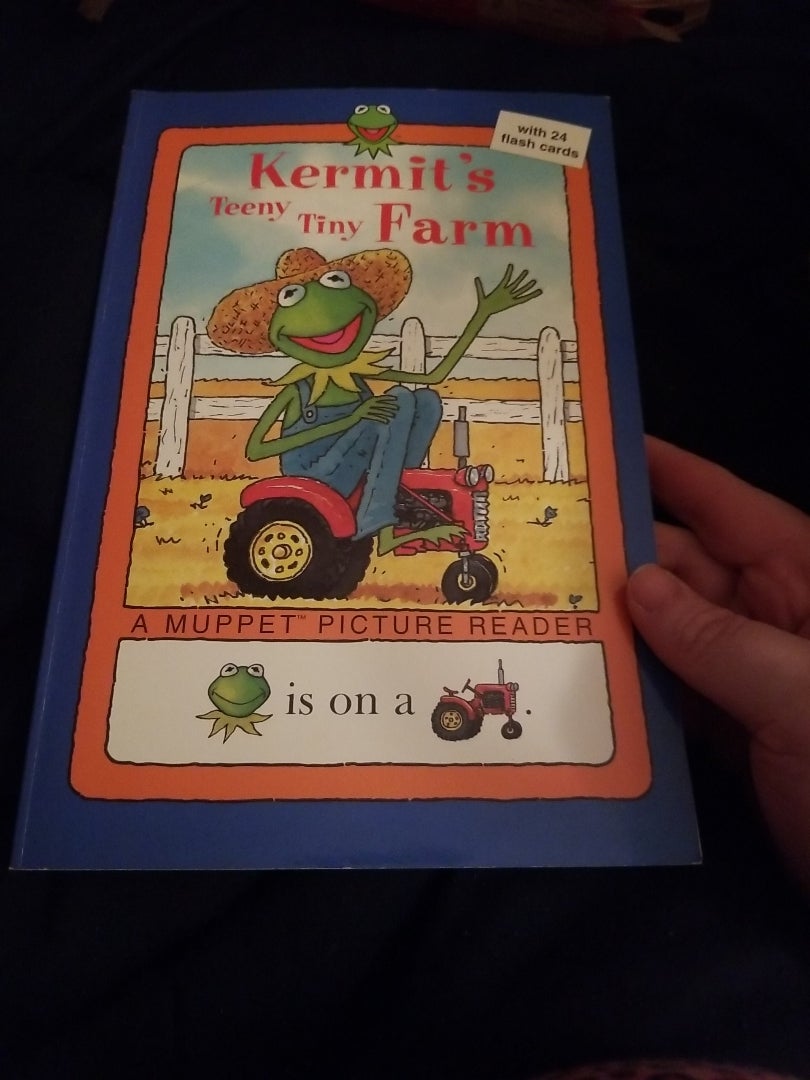 with 24
flash cards
Kermit's
Teeny Tiny Farm
A MUPPET™ PICTURE READER
is on a .